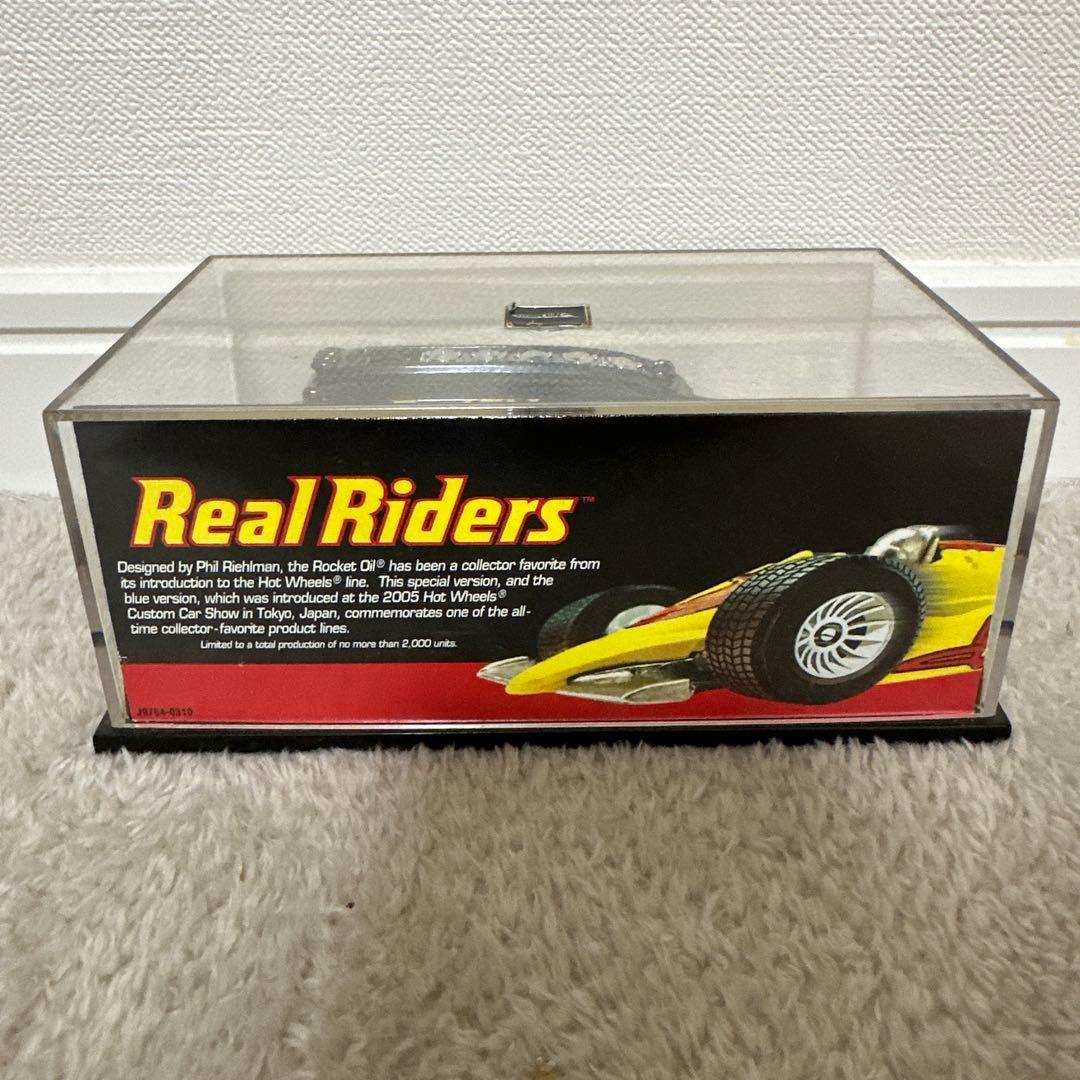 Real Riders™
Designed by Phil Riehlman, the Rocket Oil® has been a collector favorite from
its introduction to the Hot Wheels® line. This special version, and the
blue version, which was introduced at the 2005 Hot Wheels®
Custom Car Show in Tokyo, Japan, commemorates one of the all-
time collector-favorite product lines.
Limited to a total production of no more than 2,000 units.
J9764-0310